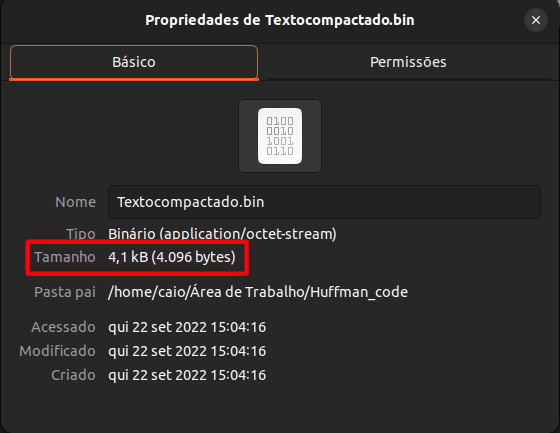 Propriedades de Textocompactado.bin
Básico Permissões
0100
0010
1001
0110
Nome Textocompactado.bin
Tipo Binário (application/octet-stream)
Tamanho 4,1 kB (4.096 bytes)
Pasta pai /home/caio/Área de Trabalho/Huffman_code
Acessado qui 22 set 2022 15:04:16
Modificado qui 22 set 2022 15:04:16
Criado qui 22 set 2022 15:04:16